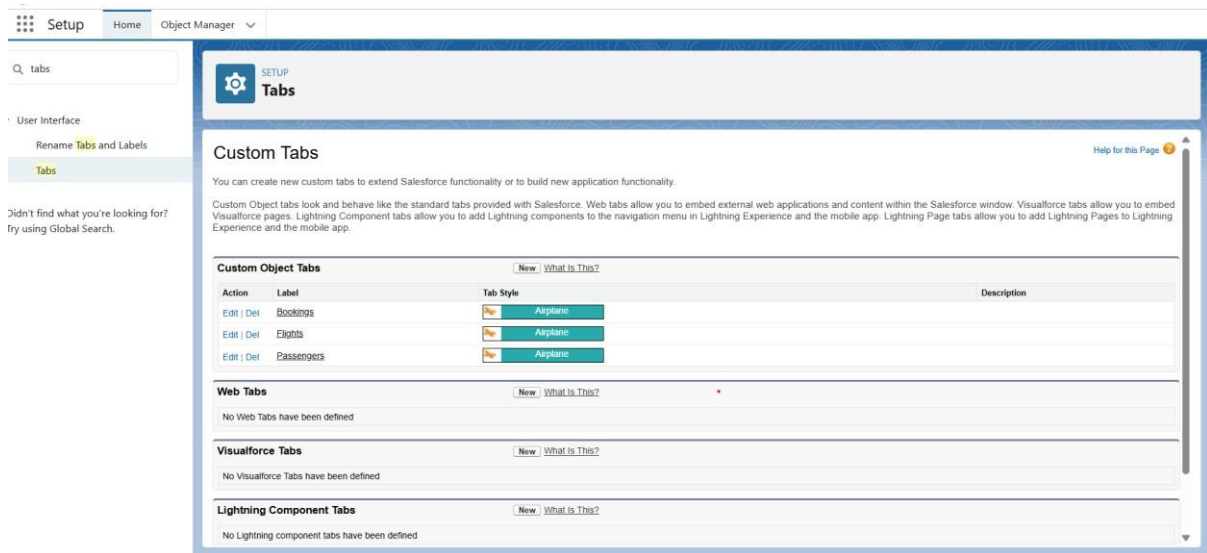 Setup Home Object Manager
tabs
User Interface
Rename Tabs and Labels
Tabs
Didn't find what you're looking for?
Try using Global Search.
SETUP
Tabs
Custom Tabs
Help for this Page ?
You can create new custom tabs to extend Salesforce functionality or to build new application functionality.
Custom Object tabs look and behave like the standard tabs provided with Salesforce. Web tabs allow you to embed external web applications and content within the Salesforce window. Visualforce tabs allow you to embed
Visualforce pages. Lightning Component tabs allow you to add Lightning components to the navigation menu in Lightning Experience and the mobile app. Lightning Page tabs allow you to add Lightning Pages to Lightning
Experience and the mobile app.
Custom Object Tabs New What Is This?
Action Label Tab Style Description
Edit | Del Bookings Airplane
Edit | Del Flights Airplane
Edit | Del Passengers Airplane
Web Tabs New What Is This?
No Web Tabs have been defined
Visualforce Tabs New What Is This?
No Visualforce Tabs have been defined
Lightning Component Tabs New What Is This?
No Lightning component tabs have been defined